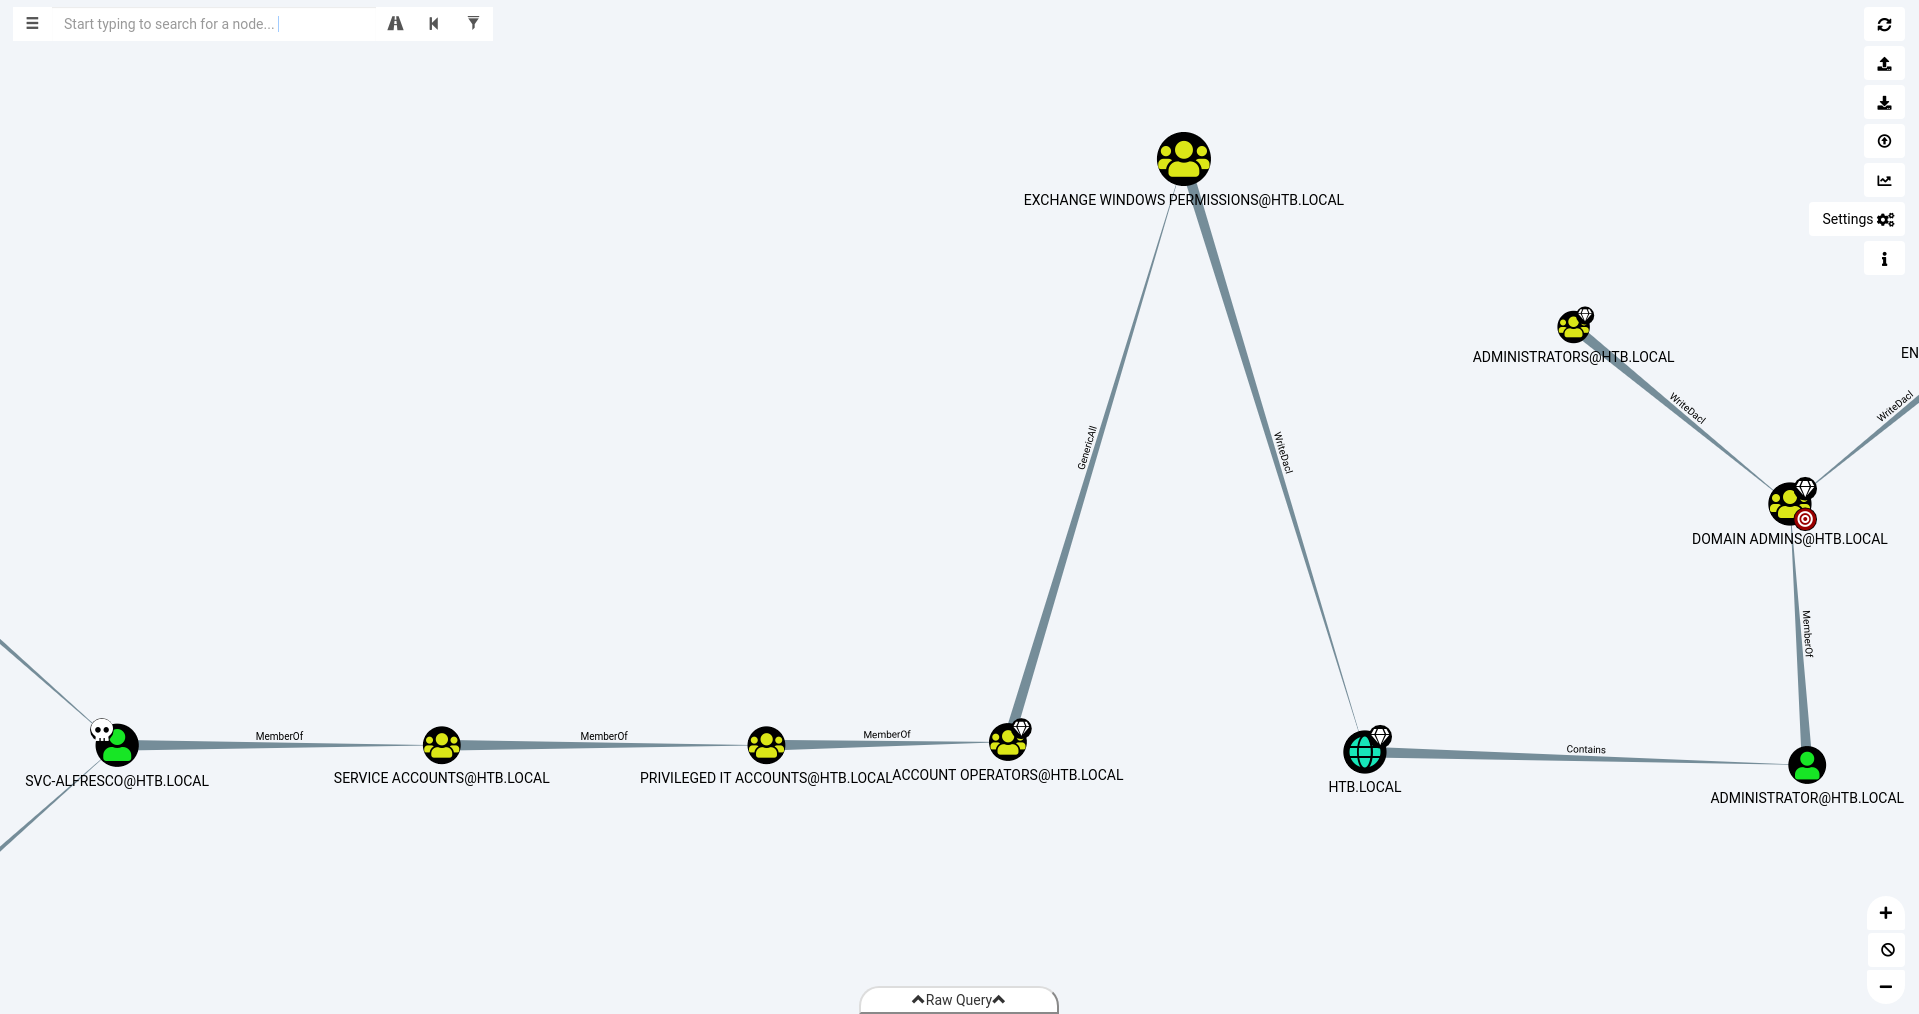 Start typing to search for a node...
Settings
EXCHANGE WINDOWS PERMISSIONS@HTB.LOCAL
ADMINISTRATORS@HTB.LOCAL
EN
WriteDacl
WriteDacl
GenericAll
WriteDacl
DOMAIN ADMINS@HTB.LOCAL
MemberOf
MemberOf
MemberOf
MemberOf
Contains
SVC-ALFRESCO@HTB.LOCAL
SERVICE ACCOUNTS@HTB.LOCAL
PRIVILEGED IT ACCOUNTS@HTB.LOCAL
ACCOUNT OPERATORS@HTB.LOCAL
HTB.LOCAL
ADMINISTRATOR@HTB.LOCAL
Raw Query